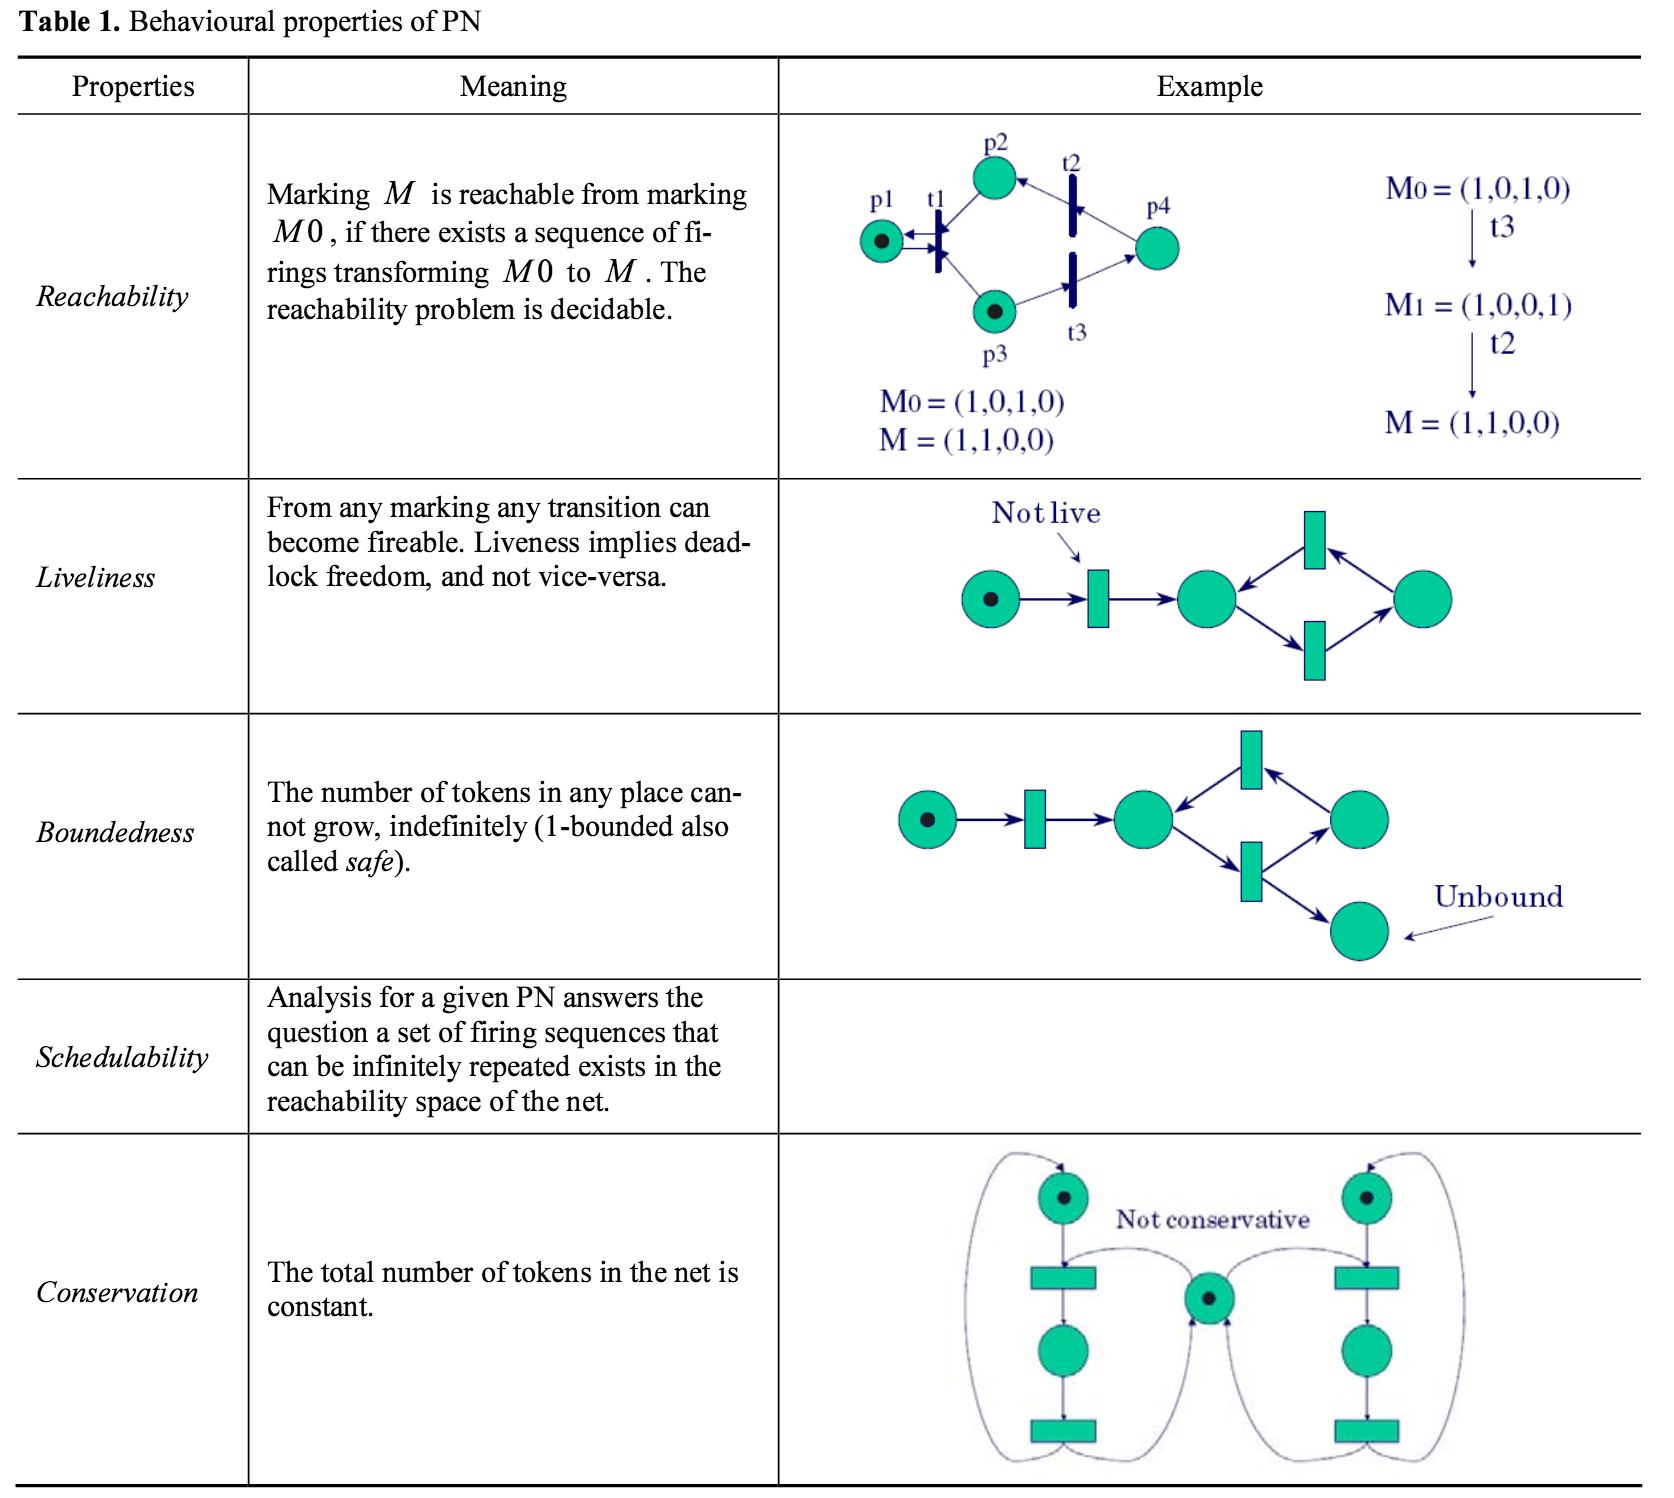 Table 1. Behavioural properties of PN
Properties
Meaning
Example
Reachability
Marking M is reachable from marking
M0, if there exists a sequence of fi-
rings transforming M0 to M. The
reachability problem is decidable.
p1
t1
p2
t2
p4
t3
p3
M0 = (1,0,1,0)
M = (1,1,0,0)
M0 = (1,0,1,0)
t3
M1 = (1,0,0,1)
t2
M = (1,1,0,0)
Liveliness
From any marking any transition can
become fireable. Liveness implies dead-
lock freedom, and not vice-versa.
Not live
Boundedness
The number of tokens in any place can-
not grow, indefinitely (1-bounded also
called safe).
Unbound
Schedulability
Analysis for a given PN answers the
question a set of firing sequences that
can be infinitely repeated exists in the
reachability space of the net.
Conservation
The total number of tokens in the net is
constant.
Not conservative